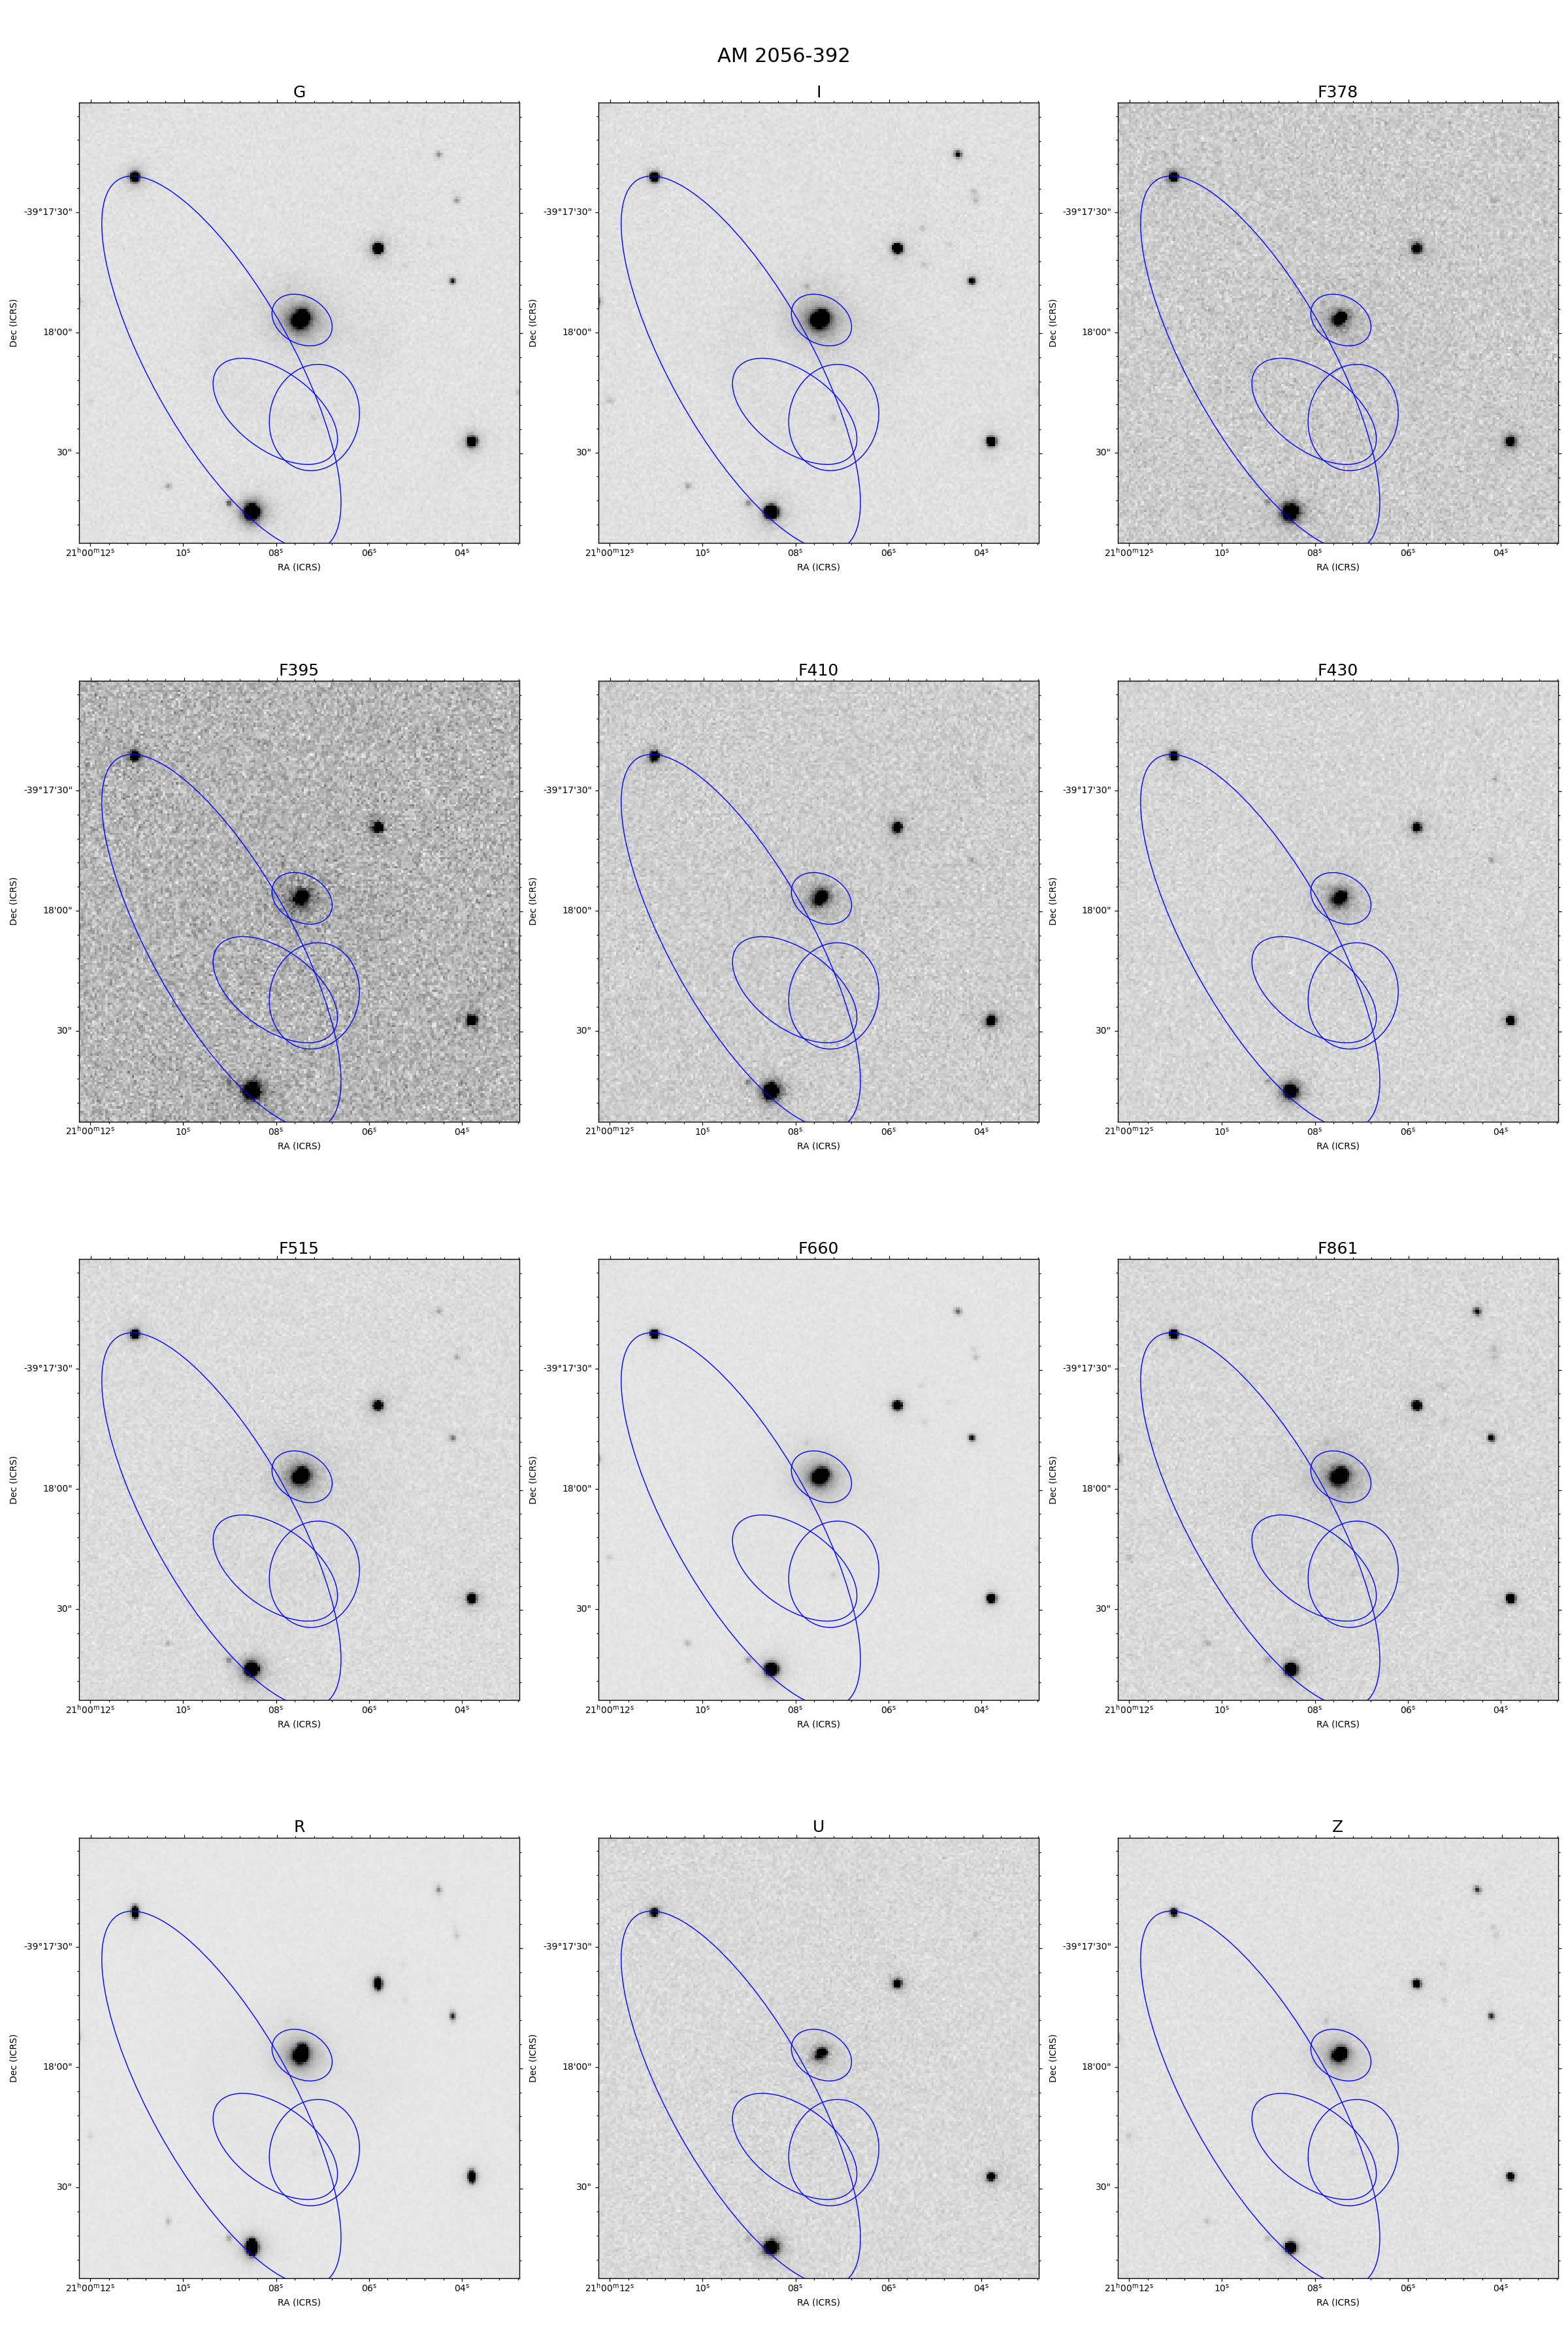 AM 2056-392
G I F378
Dec (ICRS) -39°17'30" 18'00" 30" Dec (ICRS) -39°17'30" 18'00" 30" Dec (ICRS) -39°17'30" 18'00" 30"
21ʰ00ᵐ12ˢ 10ˢ 08ˢ 06ˢ 04ˢ 21ʰ00ᵐ12ˢ 10ˢ 08ˢ 06ˢ 04ˢ 21ʰ00ᵐ12ˢ 10ˢ 08ˢ 06ˢ 04ˢ
RA (ICRS) RA (ICRS) RA (ICRS)
F395 F410 F430
Dec (ICRS) -39°17'30" 18'00" 30" Dec (ICRS) -39°17'30" 18'00" 30" Dec (ICRS) -39°17'30" 18'00" 30"
21ʰ00ᵐ12ˢ 10ˢ 08ˢ 06ˢ 04ˢ 21ʰ00ᵐ12ˢ 10ˢ 08ˢ 06ˢ 04ˢ 21ʰ00ᵐ12ˢ 10ˢ 08ˢ 06ˢ 04ˢ
RA (ICRS) RA (ICRS) RA (ICRS)
F515 F660 F861
Dec (ICRS) -39°17'30" 18'00" 30" Dec (ICRS) -39°17'30" 18'00" 30" Dec (ICRS) -39°17'30" 18'00" 30"
21ʰ00ᵐ12ˢ 10ˢ 08ˢ 06ˢ 04ˢ 21ʰ00ᵐ12ˢ 10ˢ 08ˢ 06ˢ 04ˢ 21ʰ00ᵐ12ˢ 10ˢ 08ˢ 06ˢ 04ˢ
RA (ICRS) RA (ICRS) RA (ICRS)
R U Z
Dec (ICRS) -39°17'30" 18'00" 30" Dec (ICRS) -39°17'30" 18'00" 30" Dec (ICRS) -39°17'30" 18'00" 30"
21ʰ00ᵐ12ˢ 10ˢ 08ˢ 06ˢ 04ˢ 21ʰ00ᵐ12ˢ 10ˢ 08ˢ 06ˢ 04ˢ 21ʰ00ᵐ12ˢ 10ˢ 08ˢ 06ˢ 04ˢ
RA (ICRS) RA (ICRS) RA (ICRS)